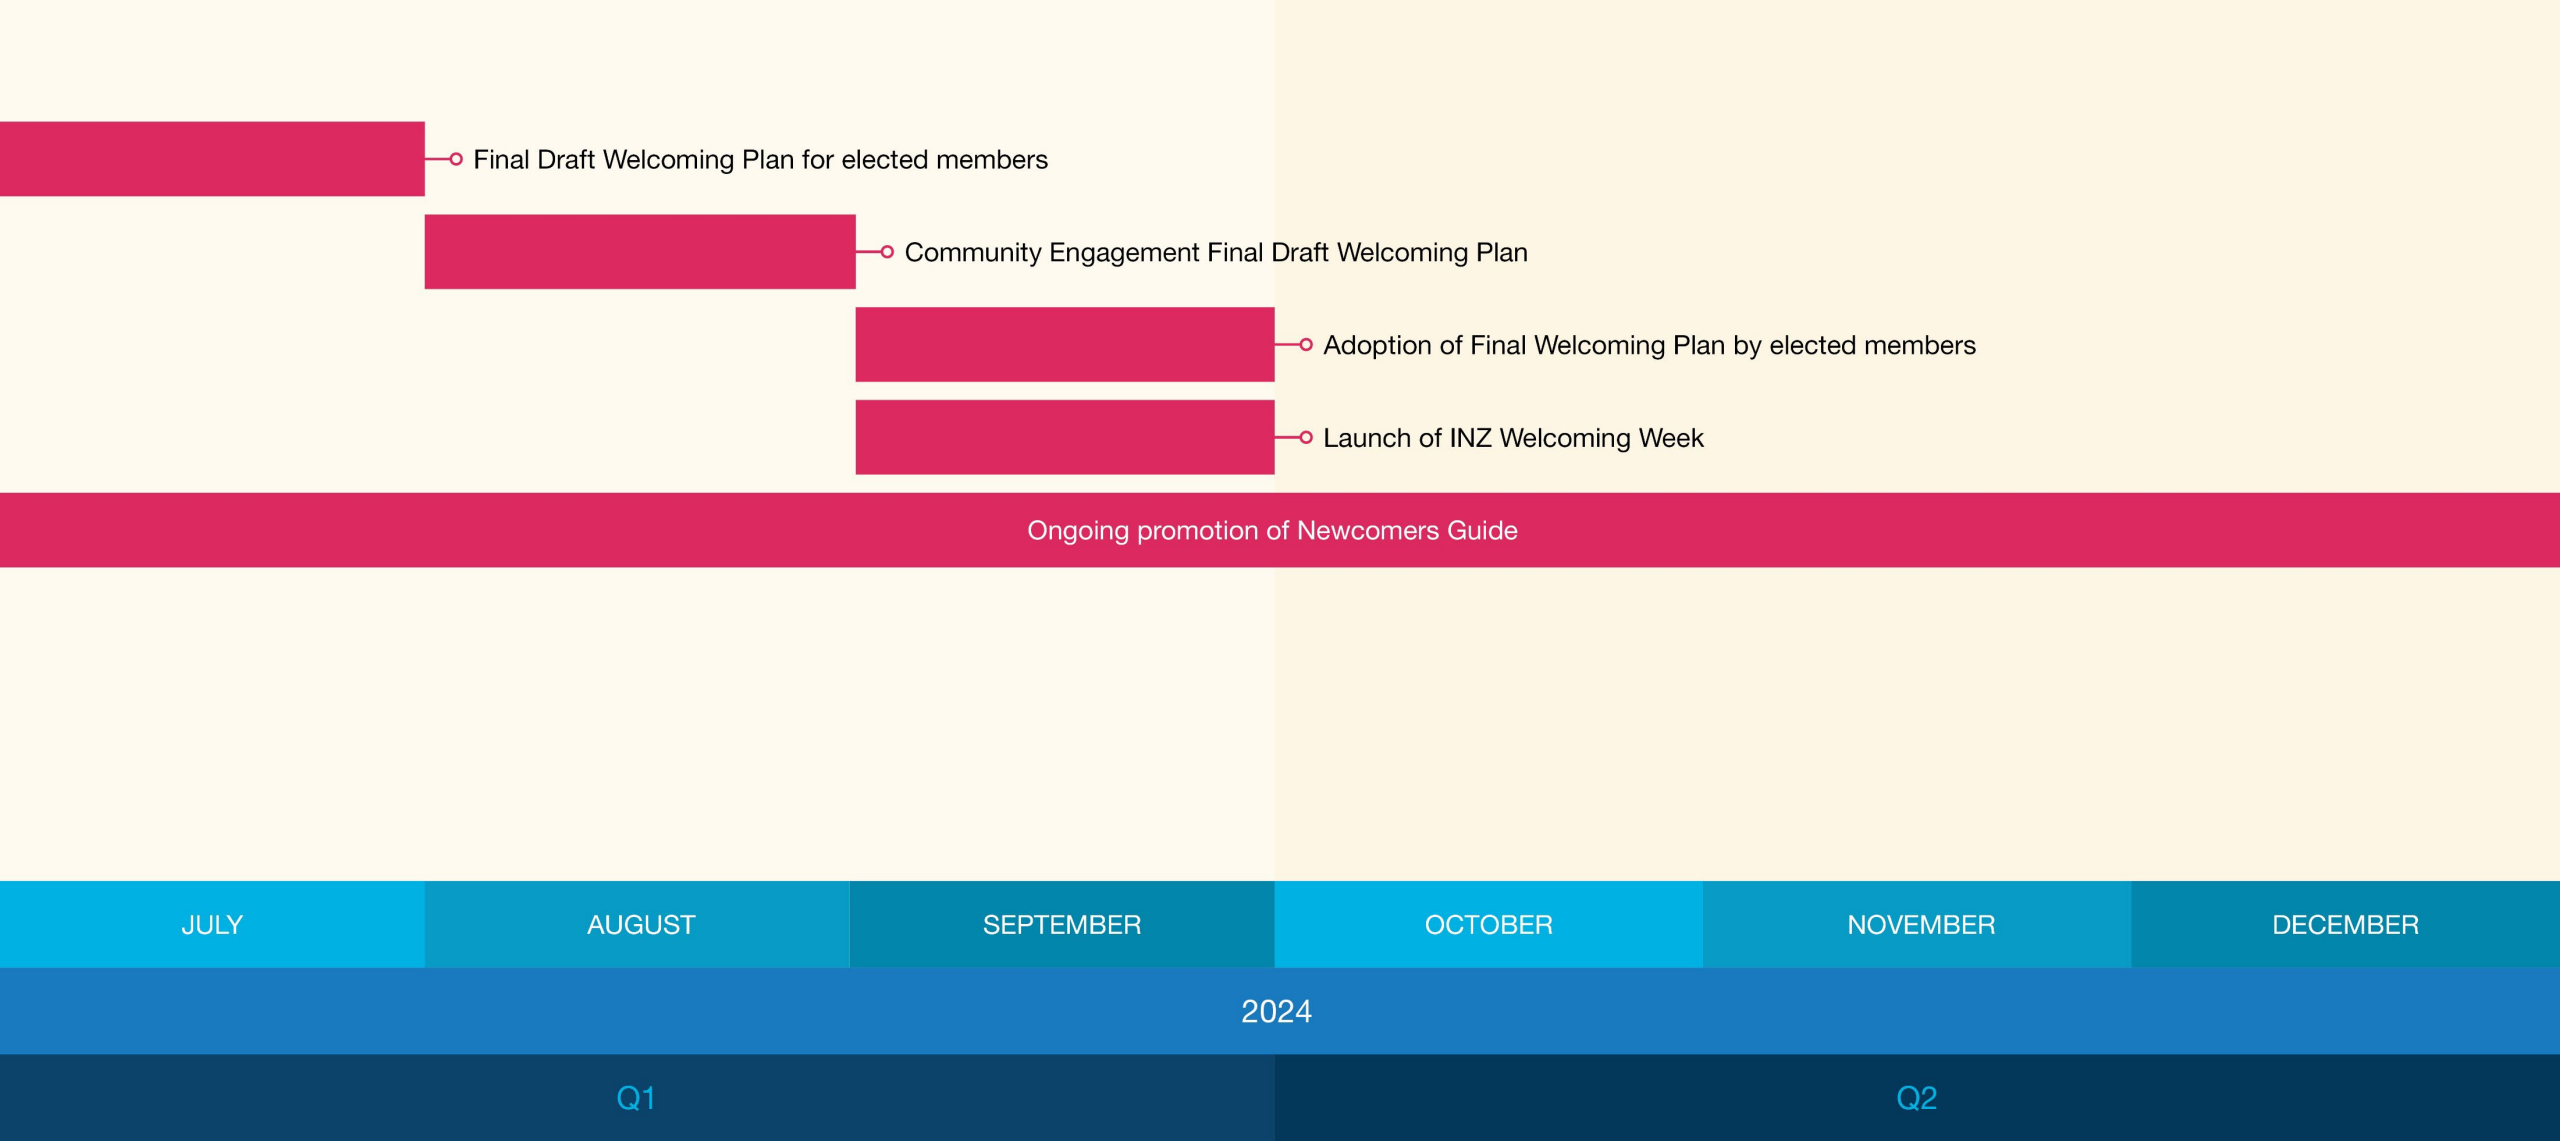 Final Draft Welcoming Plan for elected members
Community Engagement Final Draft Welcoming Plan
Adoption of Final Welcoming Plan by elected members
Launch of INZ Welcoming Week
Ongoing promotion of Newcomers Guide
JULY AUGUST SEPTEMBER OCTOBER NOVEMBER DECEMBER
2024
Q1 Q2